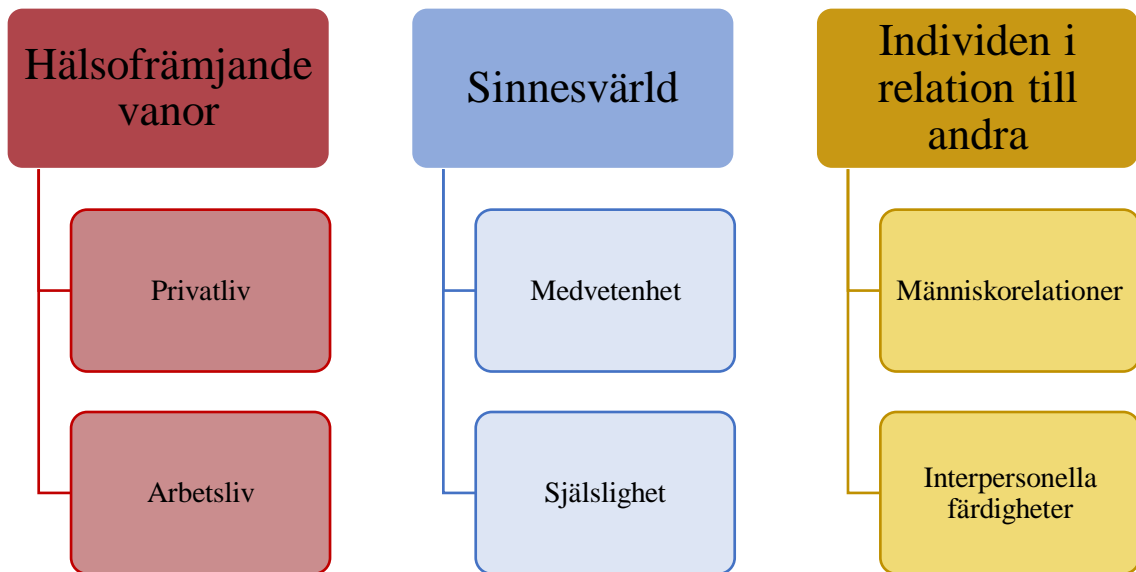 Hälsofrämjande
vanor
Privatliv
Arbetsliv
Sinnesvärld
Medvetenhet
Själslighet
Individen i
relation till
andra
Människorelationer
Interpersonella
färdigheter